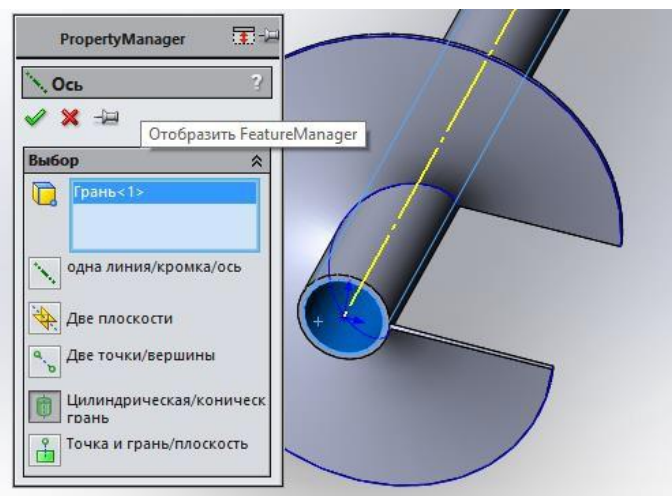 PropertyManager
Ось
?
Отобразить FeatureManager
Выбор
Грань<1>
одна линия/кромка/ось
Две плоскости
Две точки/вершины
Цилиндрическая/коническ
грань
Точка и грань/плоскость